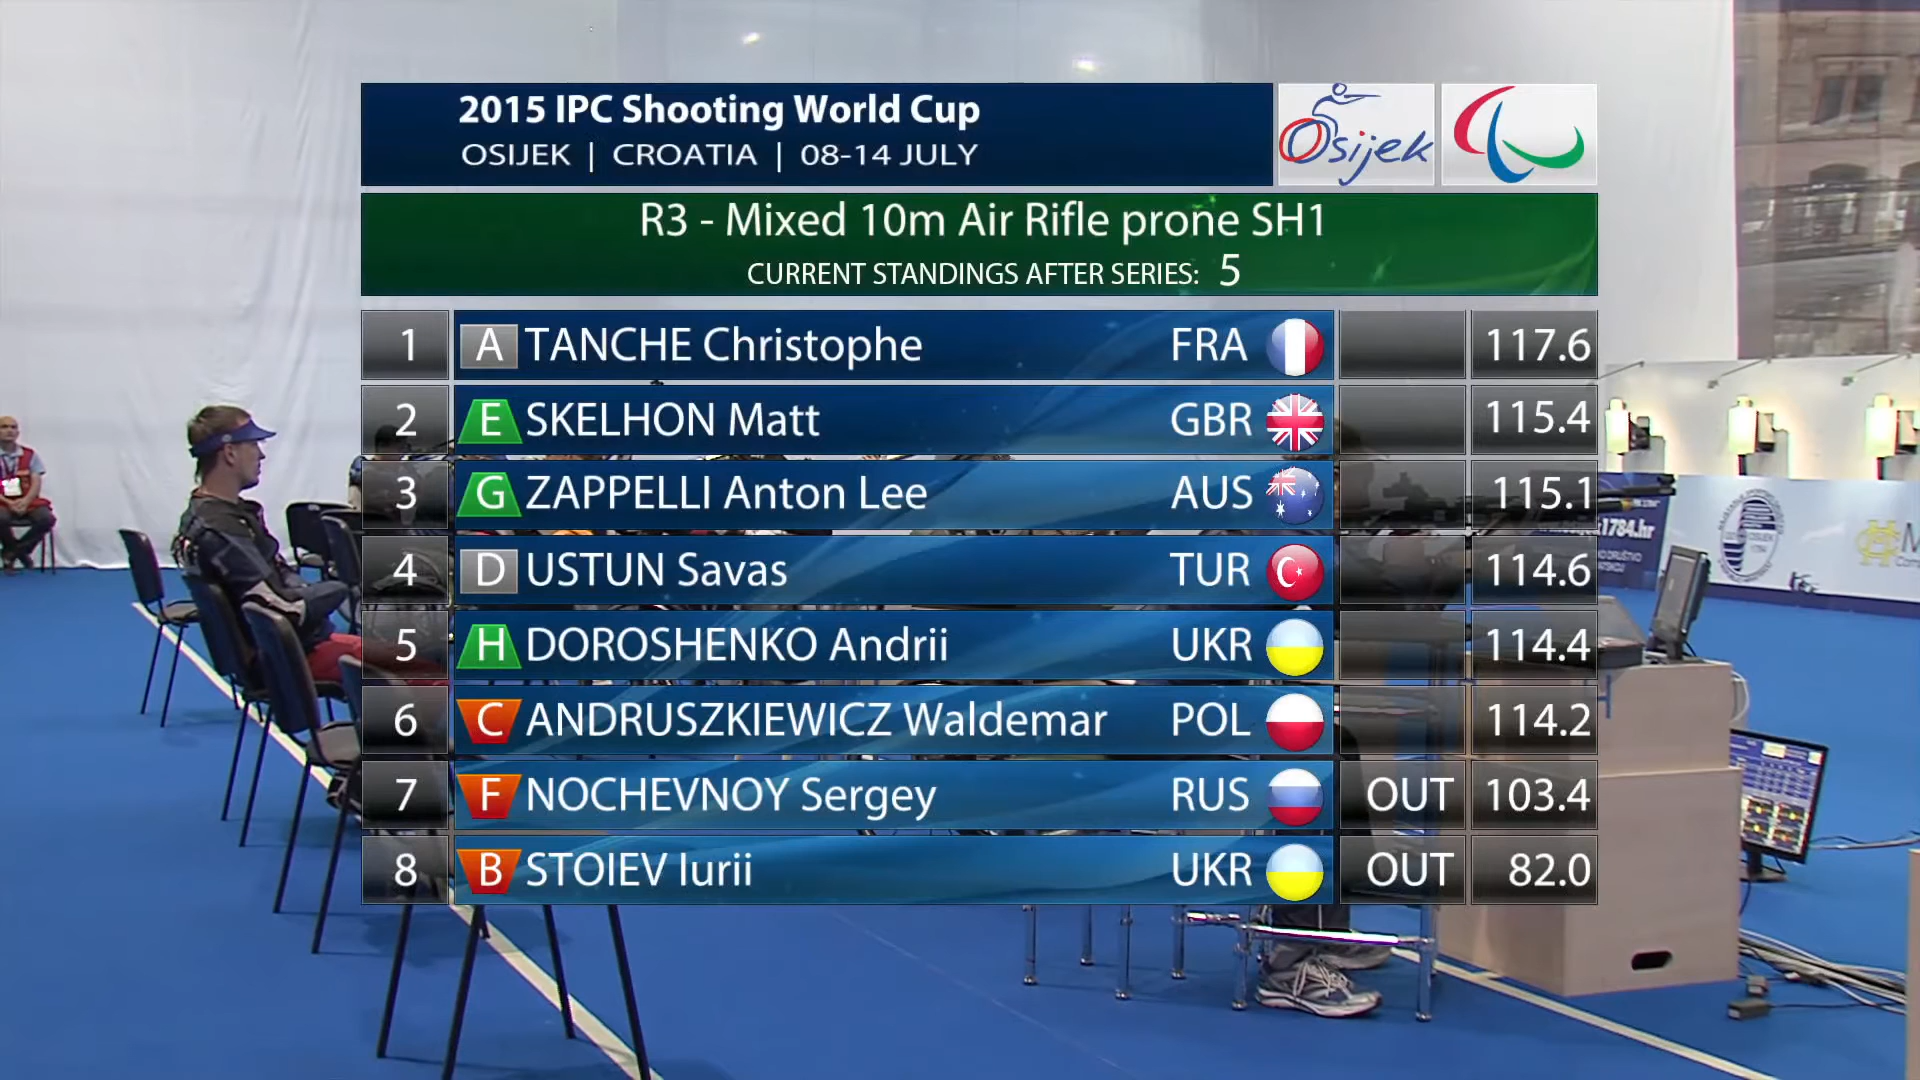 2015 IPC Shooting World Cup
OSIJEK | CROATIA | 08-14 JULY
Osijek
R3 - Mixed 10m Air Rifle prone SH1
CURRENT STANDINGS AFTER SERIES: 5
1 A TANCHE Christophe FRA 117.6
2 E SKELHON Matt GBR 115.4
3 G ZAPPELLI Anton Lee AUS 115.1
4 D USTUN Savas TUR 114.6
5 H DOROSHENKO Andrii UKR 114.4
6 C ANDRUSZKIEWICZ Waldemar POL 114.2
7 F NOCHEVNOY Sergey RUS OUT 103.4
8 B STOIEV Iurii UKR OUT 82.0
1784.hr